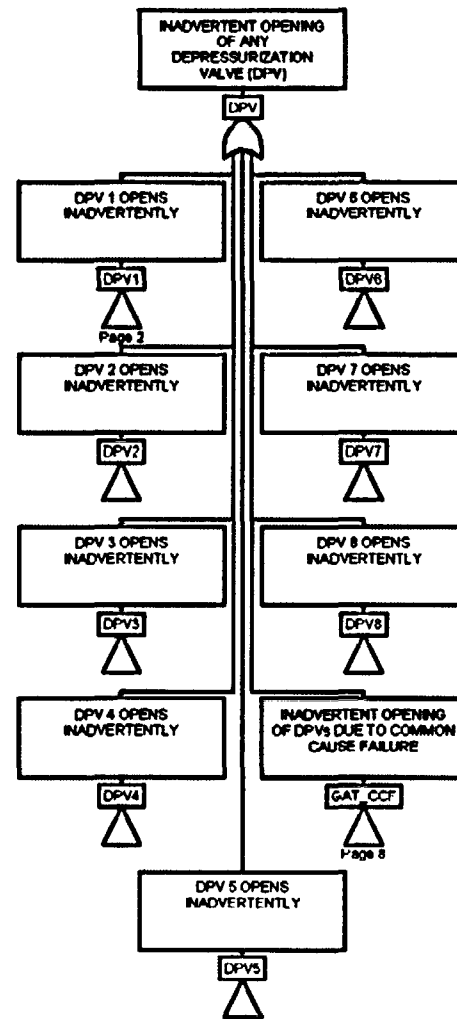 INADVERTENT OPENING
OF ANY
DEPRESSURIZATION
VALVE (DPV)
DPV
DPV 1 OPENS
INADVERTENTLY
DPV1
Page 2
DPV 6 OPENS
INADVERTENTLY
DPV6
DPV 2 OPENS
INADVERTENTLY
DPV2
DPV 7 OPENS
INADVERTENTLY
DPV7
DPV 3 OPENS
INADVERTENTLY
DPV3
DPV 8 OPENS
INADVERTENTLY
DPV8
DPV 4 OPENS
INADVERTENTLY
DPV4
INADVERTENT OPENING
OF DPVs DUE TO COMMON
CAUSE FAILURE
GAT_CCF
Page 8
DPV 5 OPENS
INADVERTENTLY
DPV5